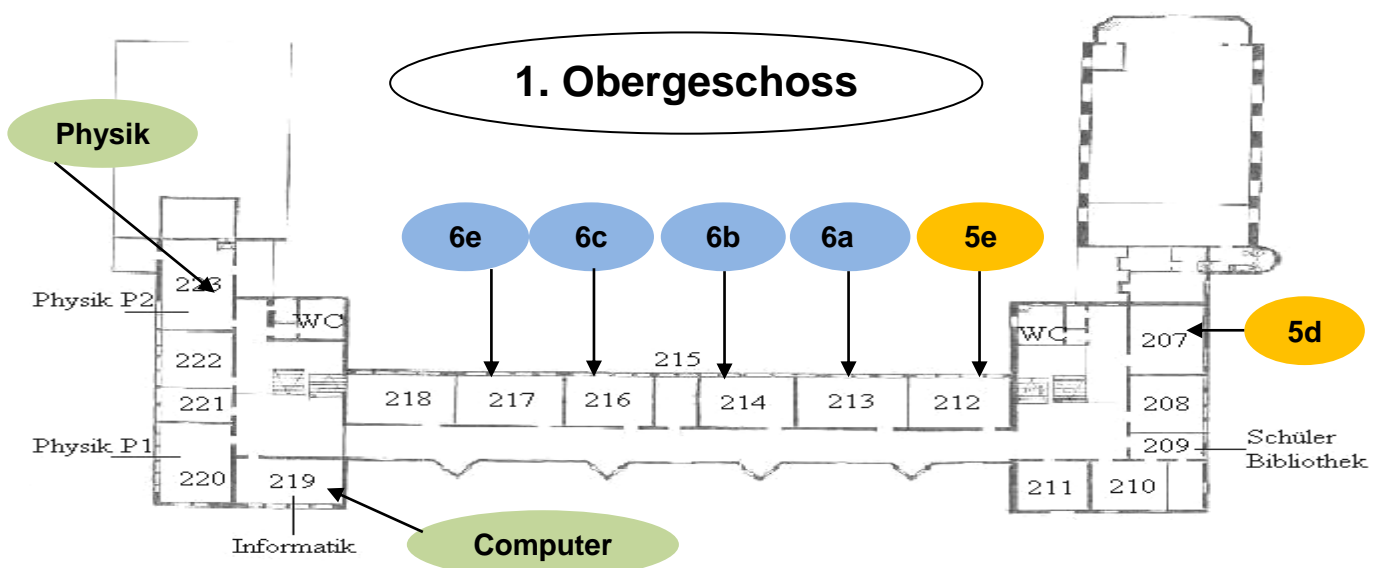 1. Obergeschoss
Physik
6e
6c
6b
6a
5e
223
Physik P2
WC
WC
207
5d
222
215
221
218
217
216
214
213
212
208
Physik P1
209
Schüler
Bibliothek
220
219
211
210
Informatik
Computer